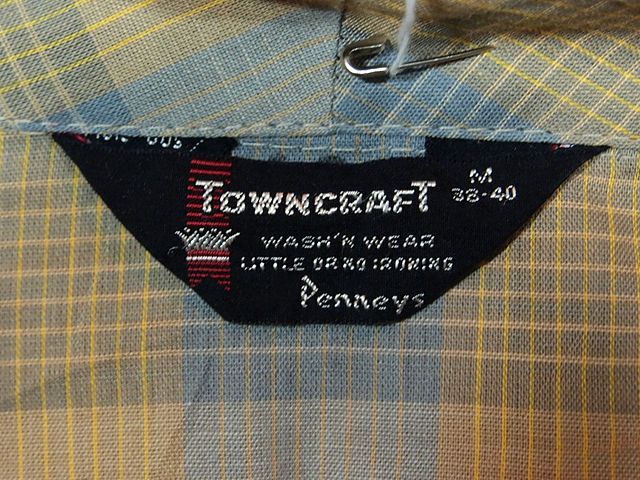 TOWNCRAFT
M
38-40
WASH'N WEAR
LITTLE OR NO IRONING
Penneys